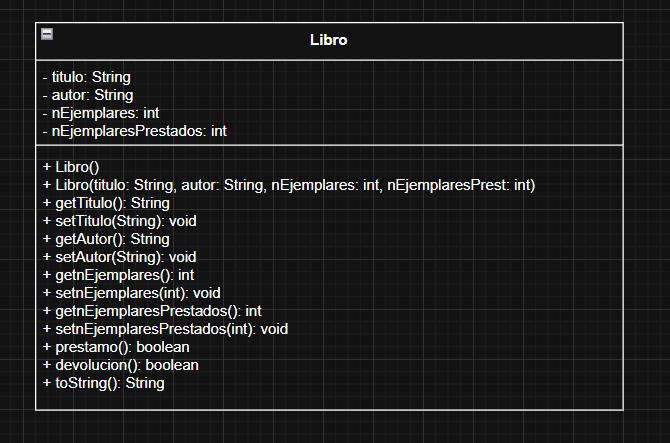 Libro
- titulo: String
- autor: String
- nEjemplares: int
- nEjemplaresPrestados: int
+ Libro()
+ Libro(titulo: String, autor: String, nEjemplares: int, nEjemplaresPrest: int)
+ getTitulo(): String
+ setTitulo(String): void
+ getAutor(): String
+ setAutor(String): void
+ getnEjemplares(): int
+ setnEjemplares(int): void
+ getnEjemplaresPrestados(): int
+ setnEjemplaresPrestados(int): void
+ prestamo(): boolean
+ devolucion(): boolean
+ toString(): String